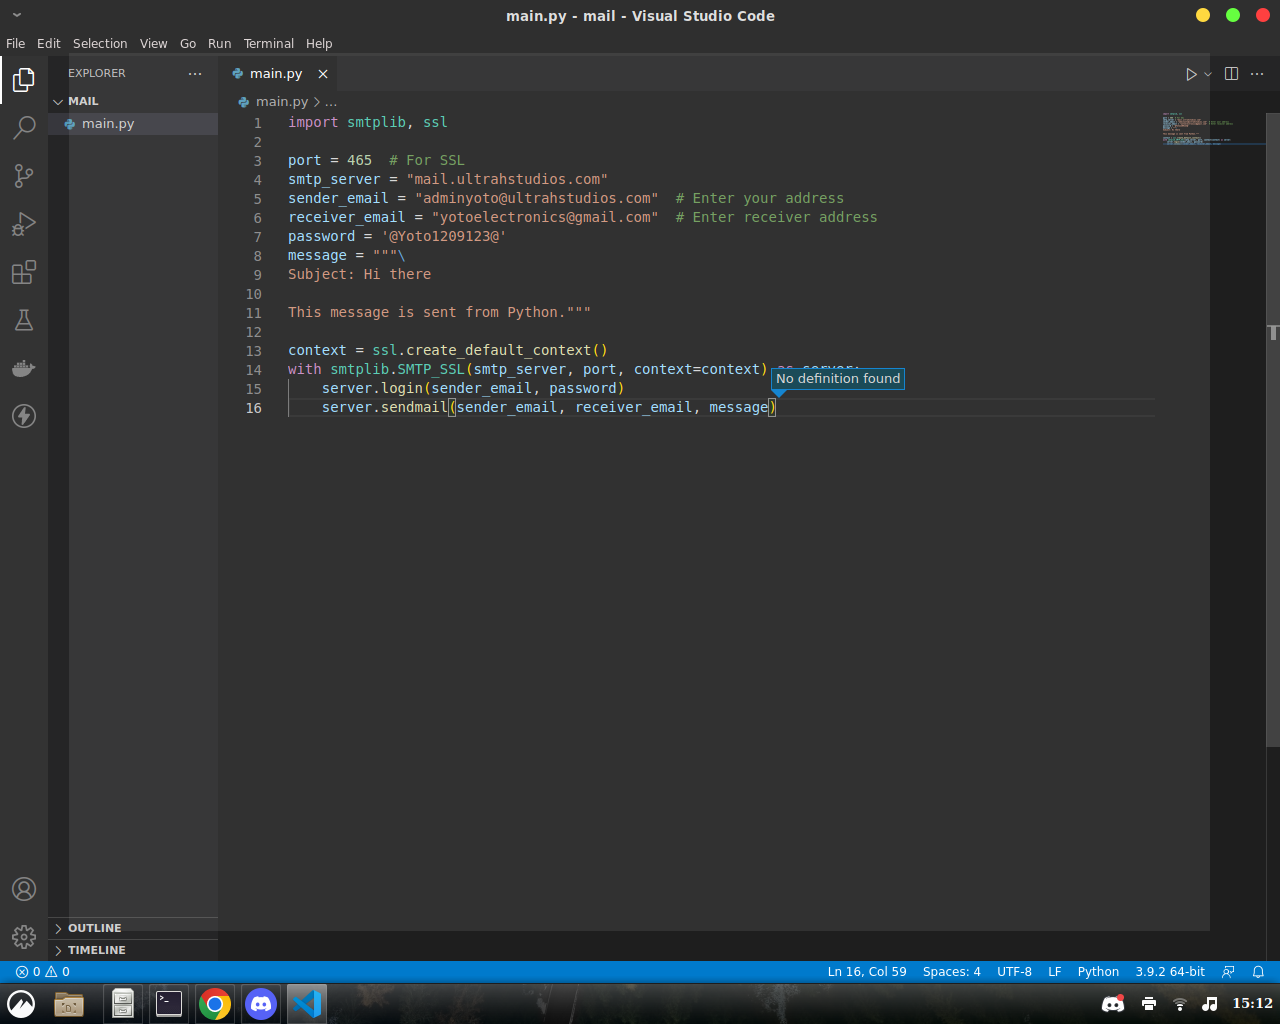 main.py - mail - Visual Studio Code
File Edit Selection View Go Run Terminal Help
EXPLORER
MAIL
main.py
OUTLINE
TIMELINE
main.py
main.py > ...
1 import smtplib, ssl
2
3 port = 465  # For SSL
4 smtp_server = "mail.ultrahstudios.com"
5 sender_email = "adminyoto@ultrahstudios.com"  # Enter your address
6 receiver_email = "yotoelectronics@gmail.com"  # Enter receiver address
7 password = '@Yoto1209123@'
8 message = """\
9 Subject: Hi there
10
11 This message is sent from Python."""
12
13 context = ssl.create_default_context()
14 with smtplib.SMTP_SSL(smtp_server, port, context=context) as server:
No definition found
15     server.login(sender_email, password)
16     server.sendmail(sender_email, receiver_email, message)
0 0 Ln 16, Col 59 Spaces: 4 UTF-8 LF Python 3.9.2 64-bit
15:12